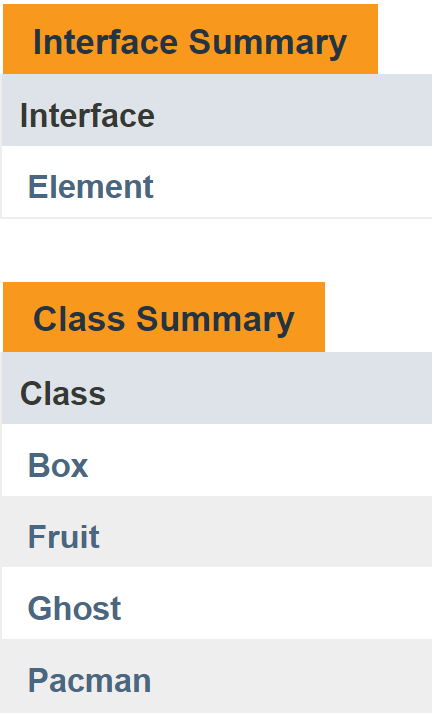 Interface Summary
Interface
Element
Class Summary
Class
Box
Fruit
Ghost
Pacman